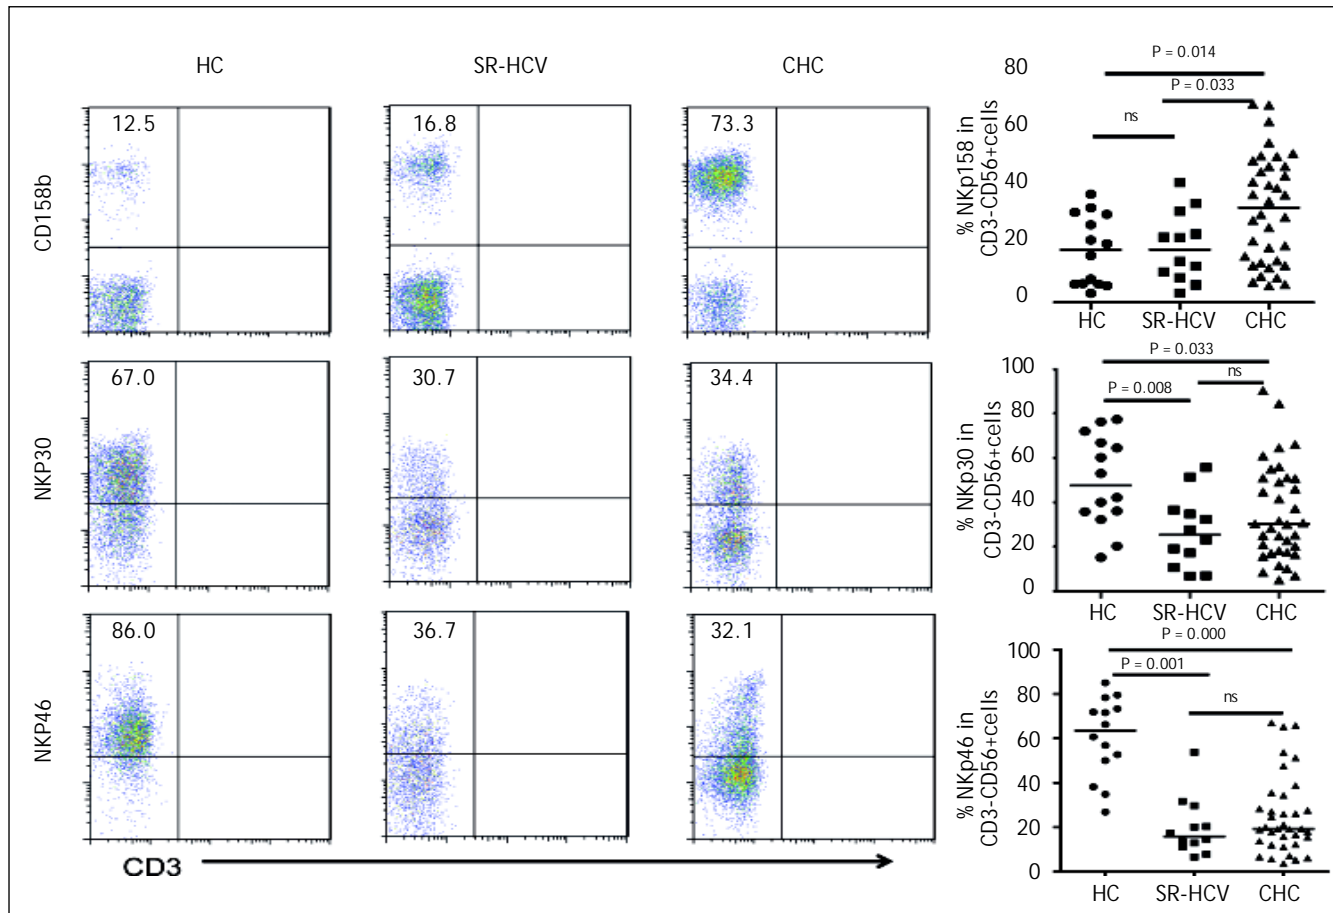 HC
SR-HCV
CHC
CD158b
12.5
16.8
73.3
NKP30
67.0
30.7
34.4
NKP46
86.0
36.7
32.1
CD3
% NKp158 in
CD3-CD56+cells
80
60
40
20
0
P = 0.014
P = 0.033
ns
HC
SR-HCV
CHC
% NKp30 in
CD3-CD56+cells
100
80
60
40
20
0
P = 0.033
ns
P = 0.008
HC
SR-HCV
CHC
% NKp46 in
CD3-CD56+cells
100
80
60
40
20
0
P = 0.000
P = 0.001
ns
HC
SR-HCV
CHC